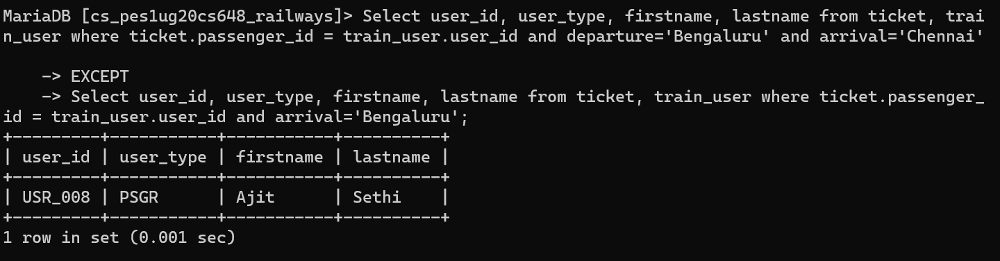 MariaDB [cs_pes1ug20cs648_railways]> Select user_id, user_type, firstname, lastname from ticket, trai
n_user where ticket.passenger_id = train_user.user_id and departure='Bengaluru' and arrival='Chennai'
    -> EXCEPT
    -> Select user_id, user_type, firstname, lastname from ticket, train_user where ticket.passenger_
id = train_user.user_id and arrival='Bengaluru';
+---------+-----------+-----------+----------+
| user_id | user_type | firstname | lastname |
+---------+-----------+-----------+----------+
| USR_008 | PSGR      | Ajit      | Sethi    |
+---------+-----------+-----------+----------+
1 row in set (0.001 sec)